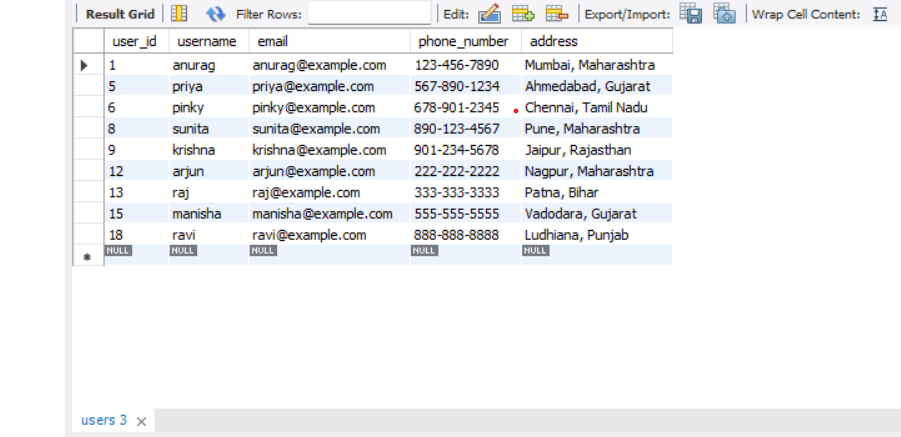 Result Grid Filter Rows: Edit: Export/Import: Wrap Cell Content: IA
user_id username email phone_number address
1 anurag anurag@example.com 123-456-7890 Mumbai, Maharashtra
5 priya priya@example.com 567-890-1234 Ahmedabad, Gujarat
6 pinky pinky@example.com 678-901-2345 Chennai, Tamil Nadu
8 sunita sunita@example.com 890-123-4567 Pune, Maharashtra
9 krishna krishna@example.com 901-234-5678 Jaipur, Rajasthan
12 arjun arjun@example.com 222-222-2222 Nagpur, Maharashtra
13 raj raj@example.com 333-333-3333 Patna, Bihar
15 manisha manisha@example.com 555-555-5555 Vadodara, Gujarat
18 ravi ravi@example.com 888-888-8888 Ludhiana, Punjab
NULL NULL NULL NULL NULL
users 3